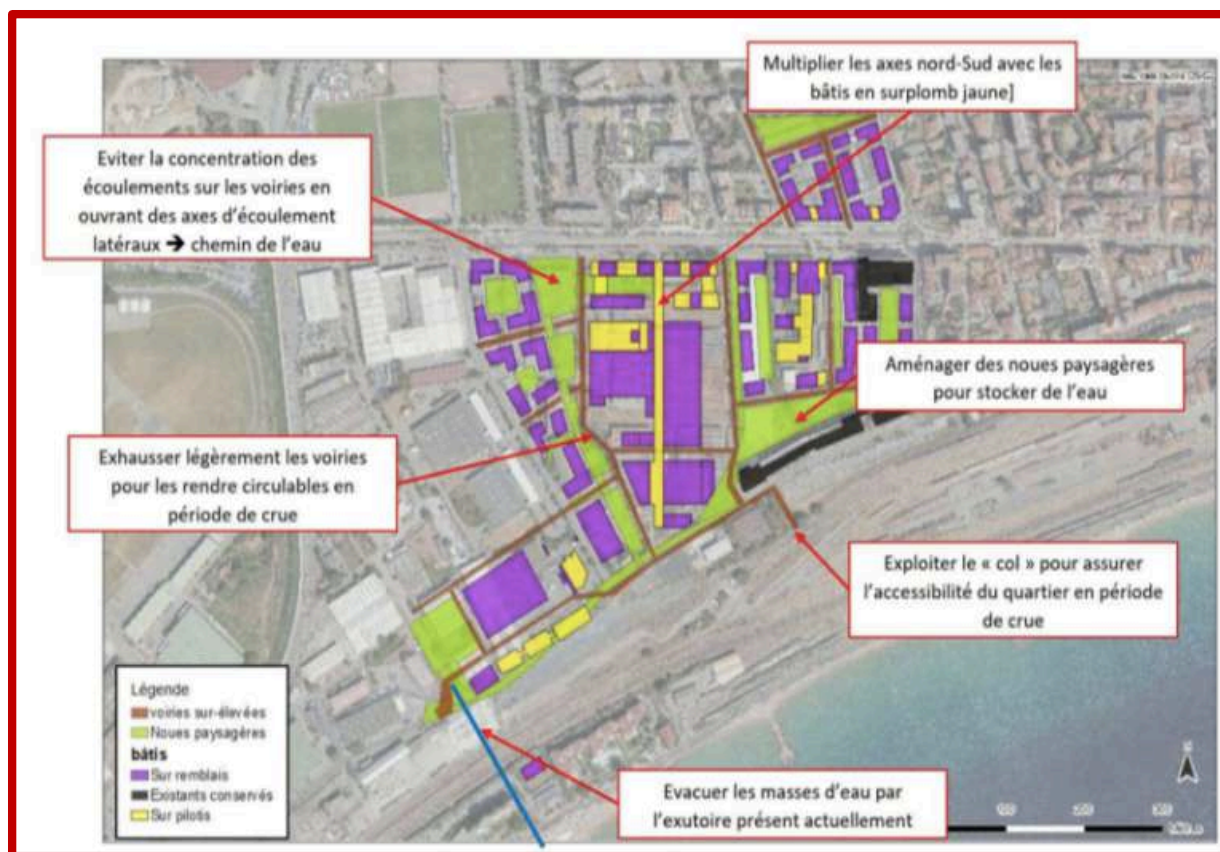 Multiplier les axes nord-Sud avec les
bâtis en surplomb jaune]
Eviter la concentration des
écoulements sur les voiries en
ouvrant des axes d'écoulement
latéraux ➔ chemin de l'eau
Aménager des noues paysagères
pour stocker de l'eau
Exhausser légèrement les voiries
pour les rendre circulables en
période de crue
Exploiter le « col » pour assurer
l'accessibilité du quartier en période
de crue
Légende
voiries sur-élevées
Noues paysagères
bâtis
Sur remblais
Existants conservés
Sur pilotis
Evacuer les masses d'eau par
l'exutoire présent actuellement
100 200 300